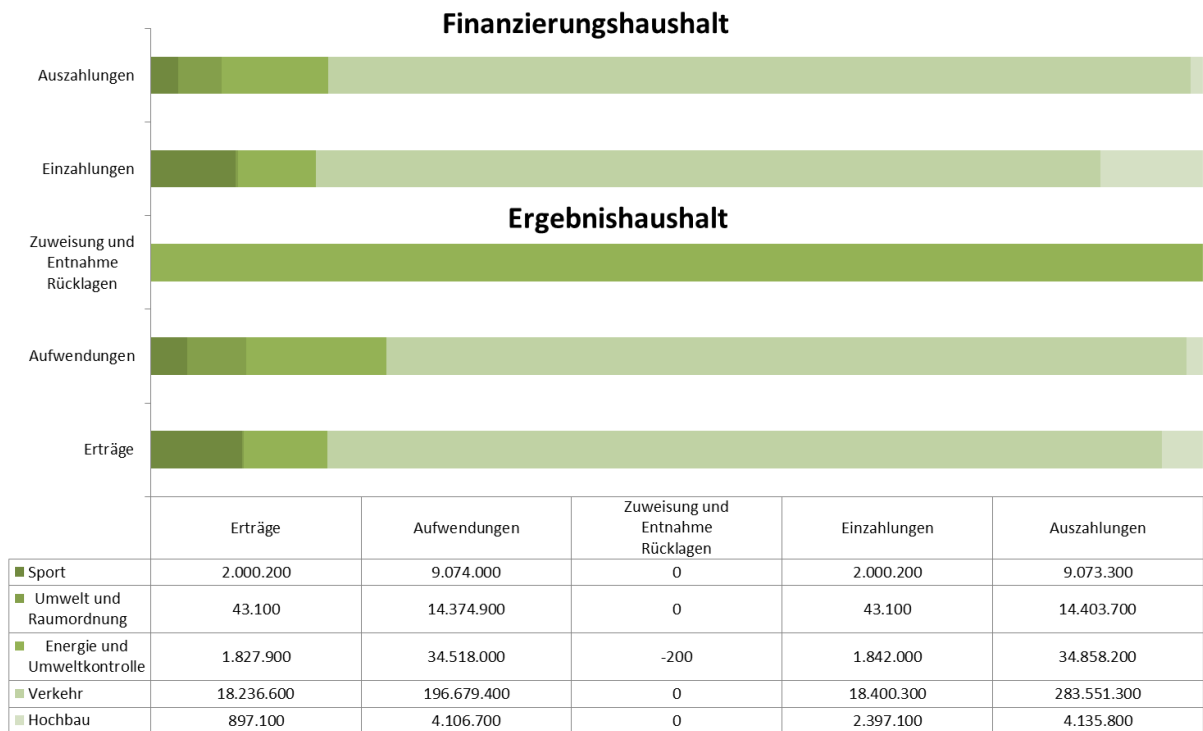 Finanzierungshaushalt
Auszahlungen
Einzahlungen
Ergebnishaushalt
Zuweisung und
Entnahme
Rücklagen
Aufwendungen
Erträge
Erträge Aufwendungen Zuweisung und Entnahme Rücklagen Einzahlungen Auszahlungen
Sport 2.000.200 9.074.000 0 2.000.200 9.073.300
Umwelt und Raumordnung 43.100 14.374.900 0 43.100 14.403.700
Energie und Umweltkontrolle 1.827.900 34.518.000 -200 1.842.000 34.858.200
Verkehr 18.236.600 196.679.400 0 18.400.300 283.551.300
Hochbau 897.100 4.106.700 0 2.397.100 4.135.800